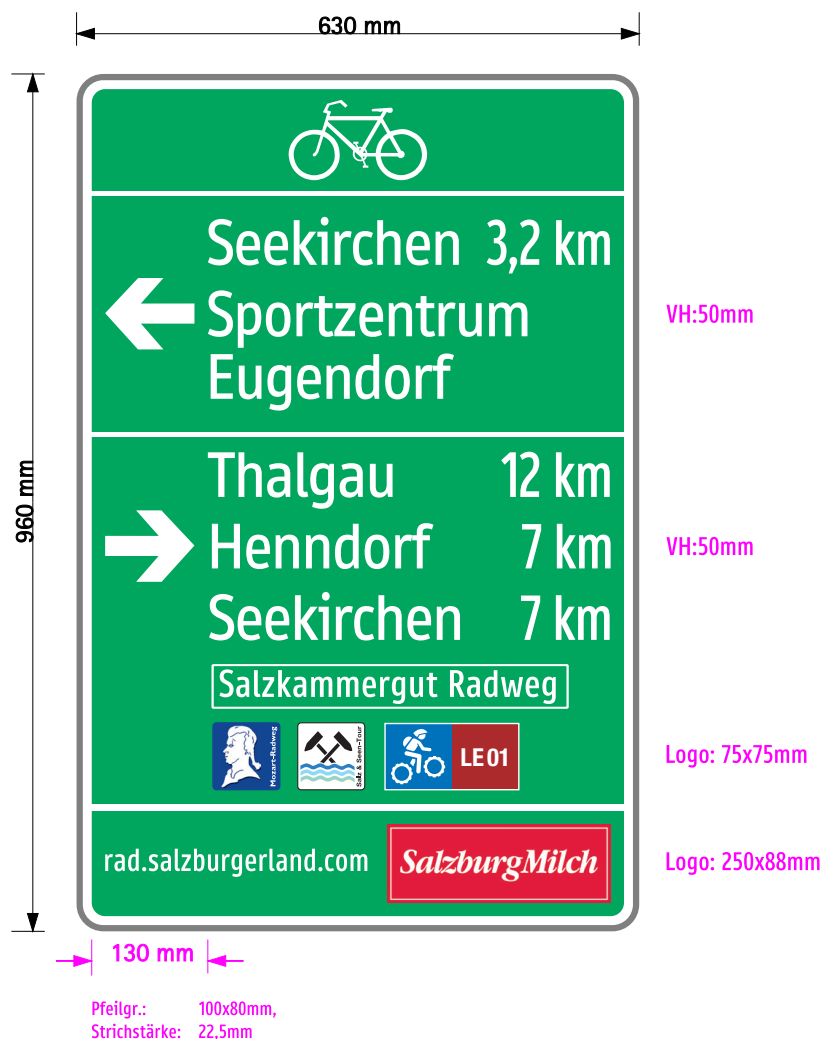 630 mm
960 mm
Seekirchen 3,2 km
Sportzentrum
Eugendorf
VH:50mm
Thalgau 12 km
Henndorf 7 km
VH:50mm
Seekirchen 7 km
Salzkammergut Radweg
Mozart-Radweg
Salz & Seen-Tour
LE01
Logo: 75x75mm
rad.salzburgerland.com
SalzburgMilch
Logo: 250x88mm
130 mm
Pfeilgr.: 100x80mm,
Strichstärke: 22,5mm